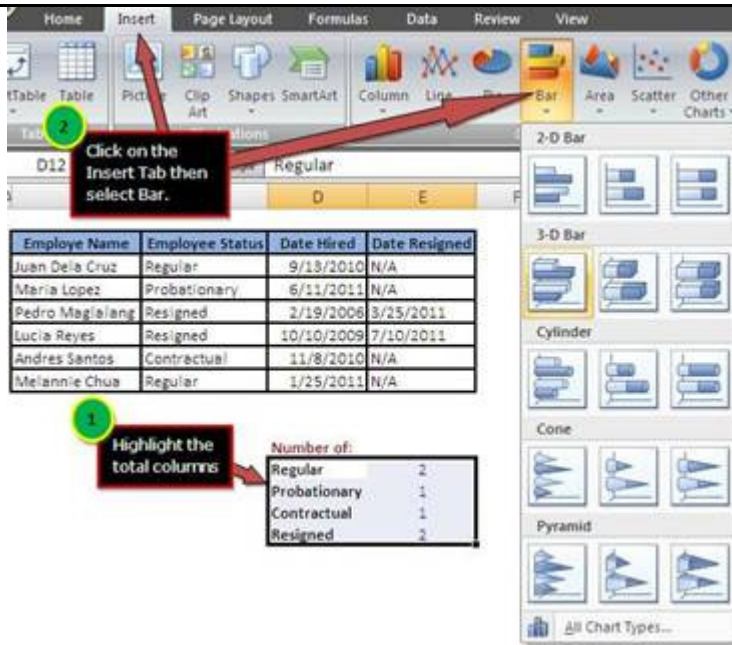 Home Insert Page Layout Formulas Data Review View
tTable Table Picture Clip Art Shapes SmartArt Column Line Bar Area Scatter Other Charts
2
Click on the
Insert Tab then
select Bar.
D12 Regular
D E F
Employe Name Employee Status Date Hired Date Resigned
Juan Dela Cruz Regular 9/13/2010 N/A
Maria Lopez Probationary 6/11/2011 N/A
Pedro Maglalang Resigned 2/19/2006 3/25/2011
Lucia Reyes Resigned 10/10/2009 7/10/2011
Andres Santos Contractual 11/8/2010 N/A
Melannie Chua Regular 1/25/2011 N/A
1
Highlight the
total columns
Number of:
Regular 2
Probationary 1
Contractual 1
Resigned 2
2-D Bar
3-D Bar
Cylinder
Cone
Pyramid
All Chart Types...